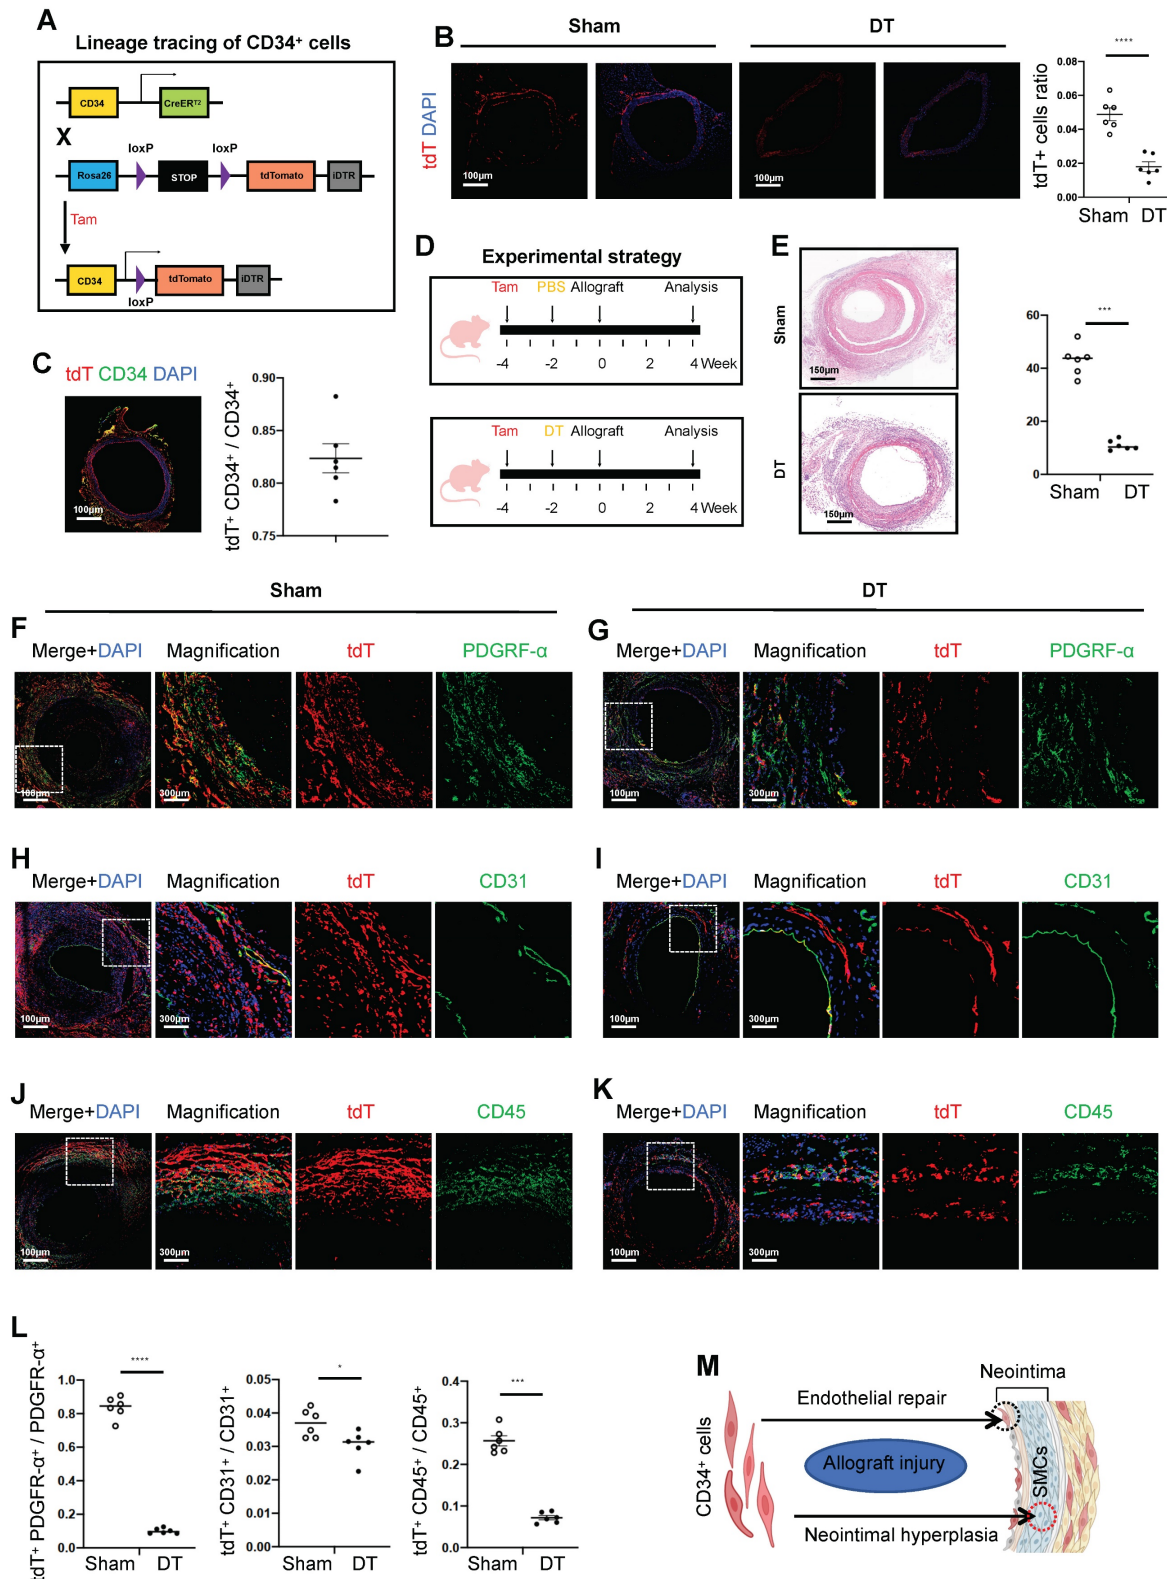 A
Lineage tracing of CD34⁺ cells
CD34
CreERᵀ²
X
loxP
loxP
Rosa26
STOP
tdTomato
iDTR
Tam
CD34
tdTomato
iDTR
loxP
B
Sham
DT
tdT DAPI
100μm
100μm
tdT+ cells ratio
****
0.08
0.06
0.04
0.02
0.00
Sham DT
C
tdT CD34 DAPI
100μm
tdT⁺ CD34⁺ / CD34⁺
0.90
0.85
0.80
0.75
D
Experimental strategy
Tam PBS Allograft Analysis
-4 -2 0 2 4 Week
Tam DT Allograft Analysis
-4 -2 0 2 4 Week
E
Sham
150μm
DT
150μm
***
60
40
20
0
Sham DT
Sham
DT
F
Merge+DAPI Magnification tdT PDGRF-α
100μm 300μm
G
Merge+DAPI Magnification tdT PDGRF-α
100μm 300μm
H
Merge+DAPI Magnification tdT CD31
100μm 300μm
I
Merge+DAPI Magnification tdT CD31
100μm 300μm
J
Merge+DAPI Magnification tdT CD45
100μm 300μm
K
Merge+DAPI Magnification tdT CD45
100μm 300μm
L
tdT⁺ PDGFR-α⁺ / PDGFR-α⁺
****
1.0
0.8
0.6
0.4
0.2
0.0
Sham DT
tdT⁺ CD31⁺ / CD31⁺
*
0.05
0.04
0.03
0.02
0.01
0.00
Sham DT
tdT⁺ CD45⁺ / CD45⁺
***
0.4
0.3
0.2
0.1
0.0
Sham DT
M
Neointima
Endothelial repair
CD34⁺ cells
Allograft injury
SMCs
Neointimal hyperplasia